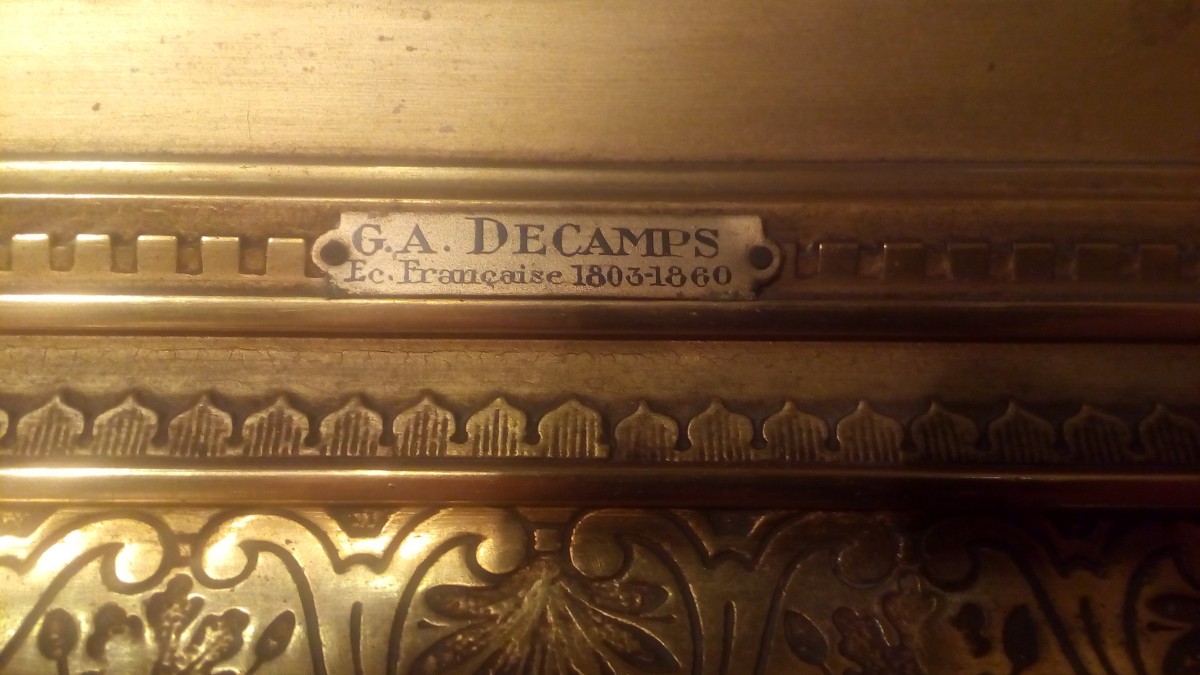 G.A. DECAMPS
Ec. Française 1803-1860